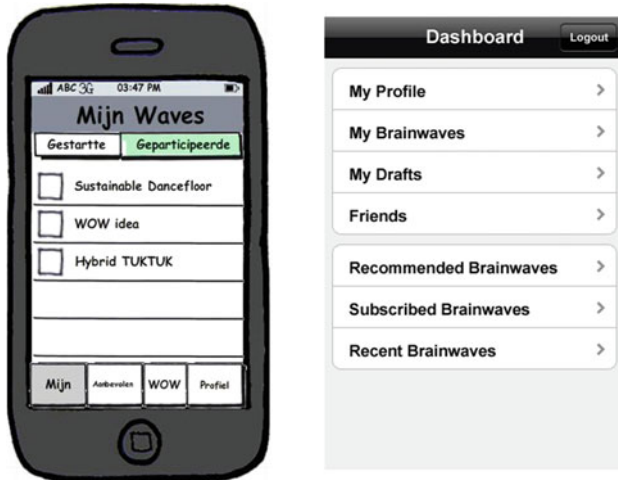 ABC 3G 03:47 PM
Mijn Waves
Gestartte Geparticipeerde
Sustainable Dancefloor
WOW idea
Hybrid TUKTUK
Mijn Aanbevolen WOW Profiel
Dashboard Logout
My Profile
My Brainwaves
My Drafts
Friends
Recommended Brainwaves
Subscribed Brainwaves
Recent Brainwaves